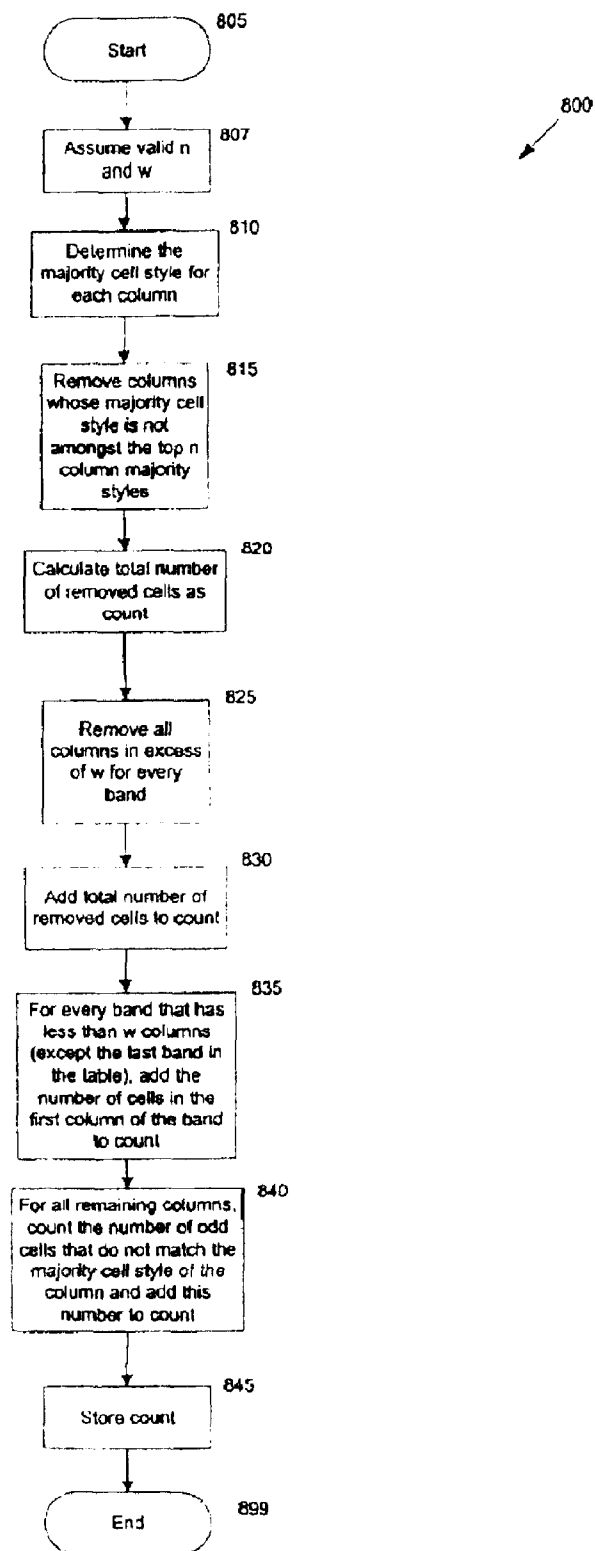 805
Start
800
807
Assume valid n
and w
810
Determine the
majority cell style for
each column
815
Remove columns
whose majority cell
style is not
amongst the top n
column majority
styles
820
Calculate total number
of removed cells as
count
825
Remove all
columns in excess
of w for every
band
830
Add total number of
removed cells to count
835
For every band that has
less than w columns
(except the last band in
the table), add the
number of cells in the
first column of the band
to count
840
For all remaining columns,
count the number of odd
cells that do not match the
majority cell style of the
column and add this
number to count
845
Store count
899
End